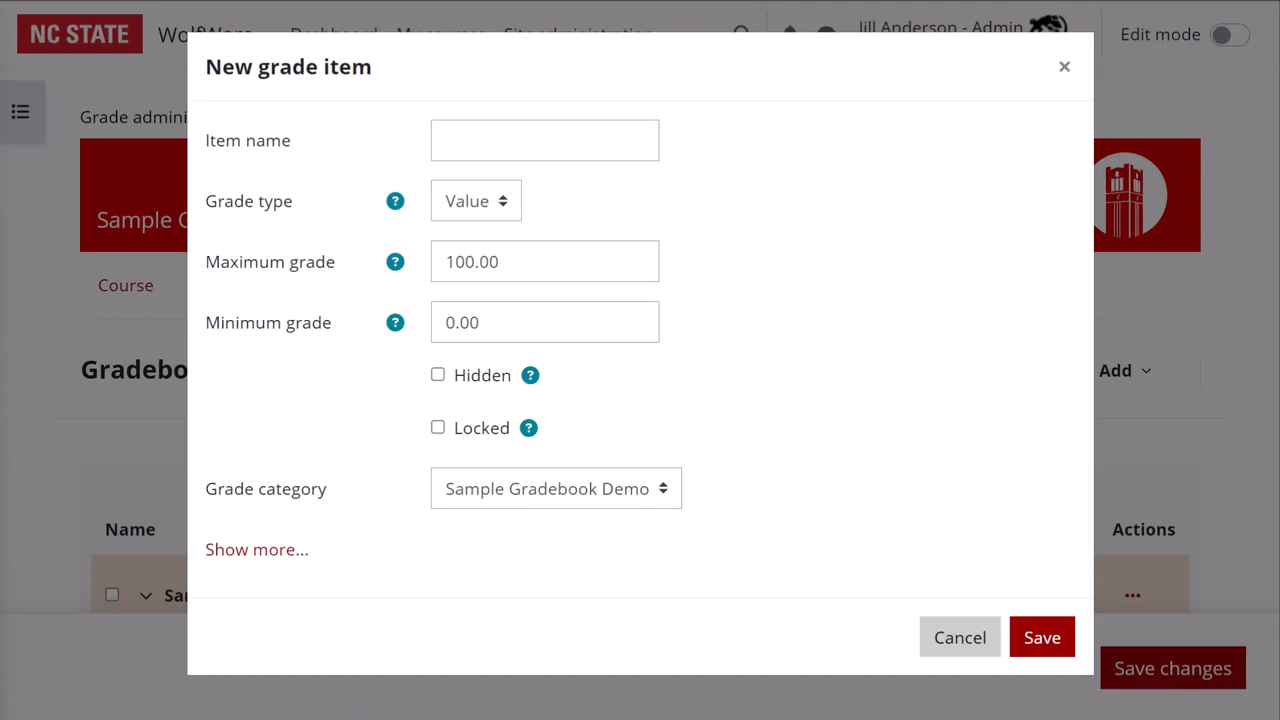 NC STATE
Jill Anderson - Admin
Edit mode
New grade item
×
Grade admini
Item name
Grade type ? Value
Sample G
Maximum grade ? 100.00
Course
Minimum grade ? 0.00
Gradebo
Hidden ?
Add
Locked ?
Grade category Sample Gradebook Demo
Name
Actions
Show more...
Sa
Cancel
Save
Save changes